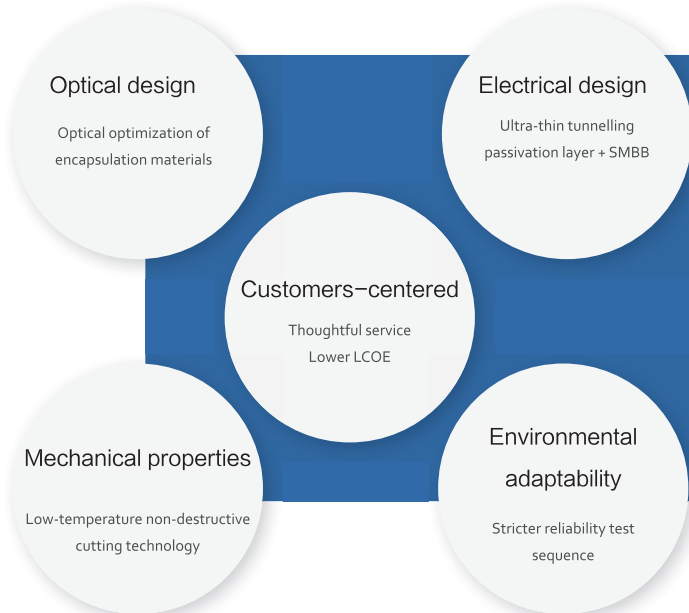 Optical design
Optical optimization of
encapsulation materials
Electrical design
Ultra-thin tunnelling
passivation layer + SMBB
Customers-centered
Thoughtful service
Lower LCOE
Mechanical properties
Low-temperature non-destructive
cutting technology
Environmental
adaptability
Stricter reliability test
sequence